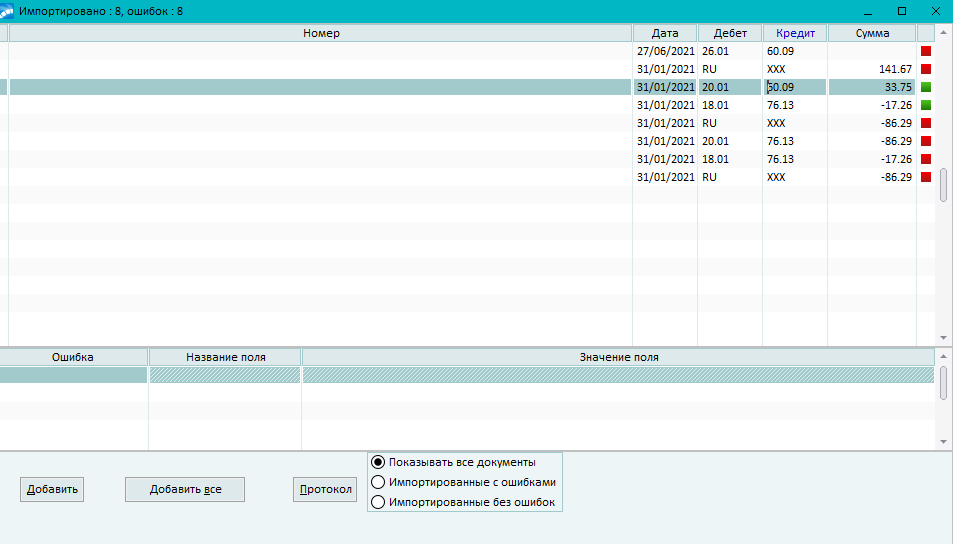 Импортировано : 8, ошибок : 8
Номер Дата Дебет Кредит Сумма
27/06/2021 26.01 60.09
31/01/2021 RU XXX 141.67
31/01/2021 20.01 60.09 33.75
31/01/2021 18.01 76.13 -17.26
31/01/2021 RU XXX -86.29
31/01/2021 20.01 76.13 -86.29
31/01/2021 18.01 76.13 -17.26
31/01/2021 RU XXX -86.29
Ошибка Название поля Значение поля
Показывать все документы
Добавить Добавить все Протокол Импортированные с ошибками
Импортированные без ошибок